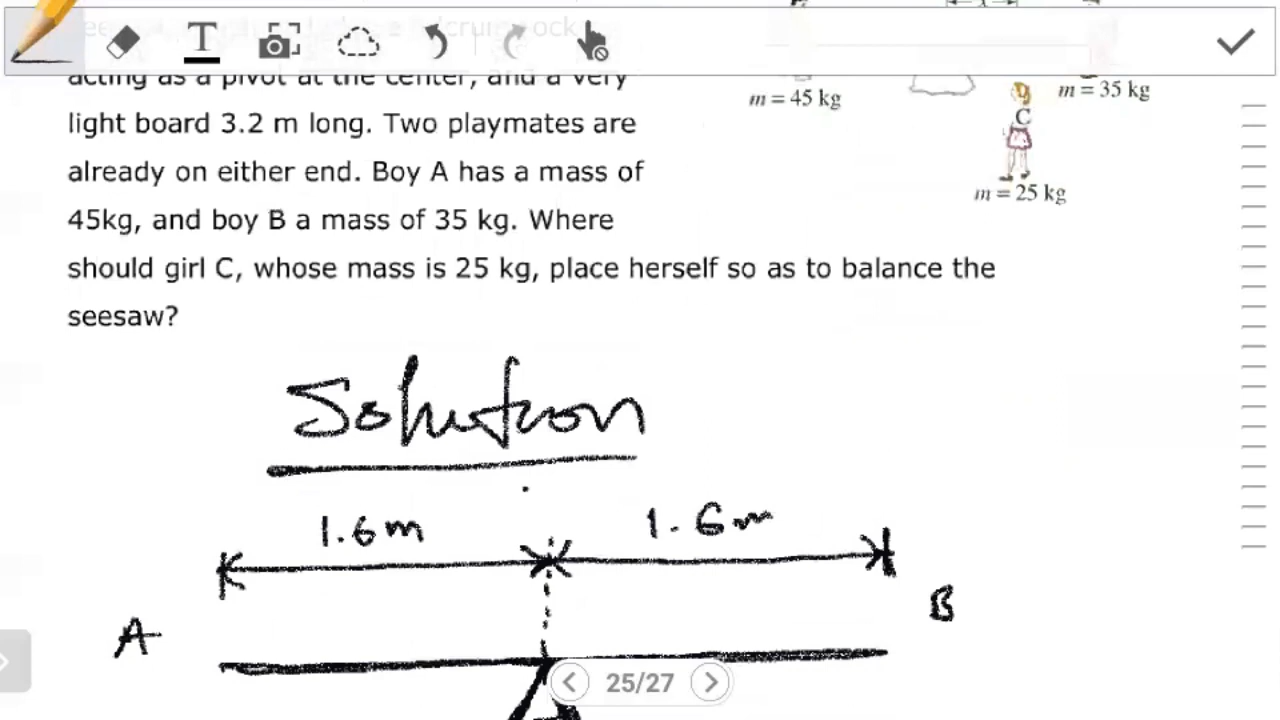 acting as a pivot at the center, and a very
light board 3.2 m long. Two playmates are
already on either end. Boy A has a mass of
45kg, and boy B a mass of 35 kg. Where
should girl C, whose mass is 25 kg, place herself so as to balance the
seesaw?
m = 45 kg
m = 35 kg
C
m = 25 kg
Solution
1.6m
1.6m
A
B
25/27
T